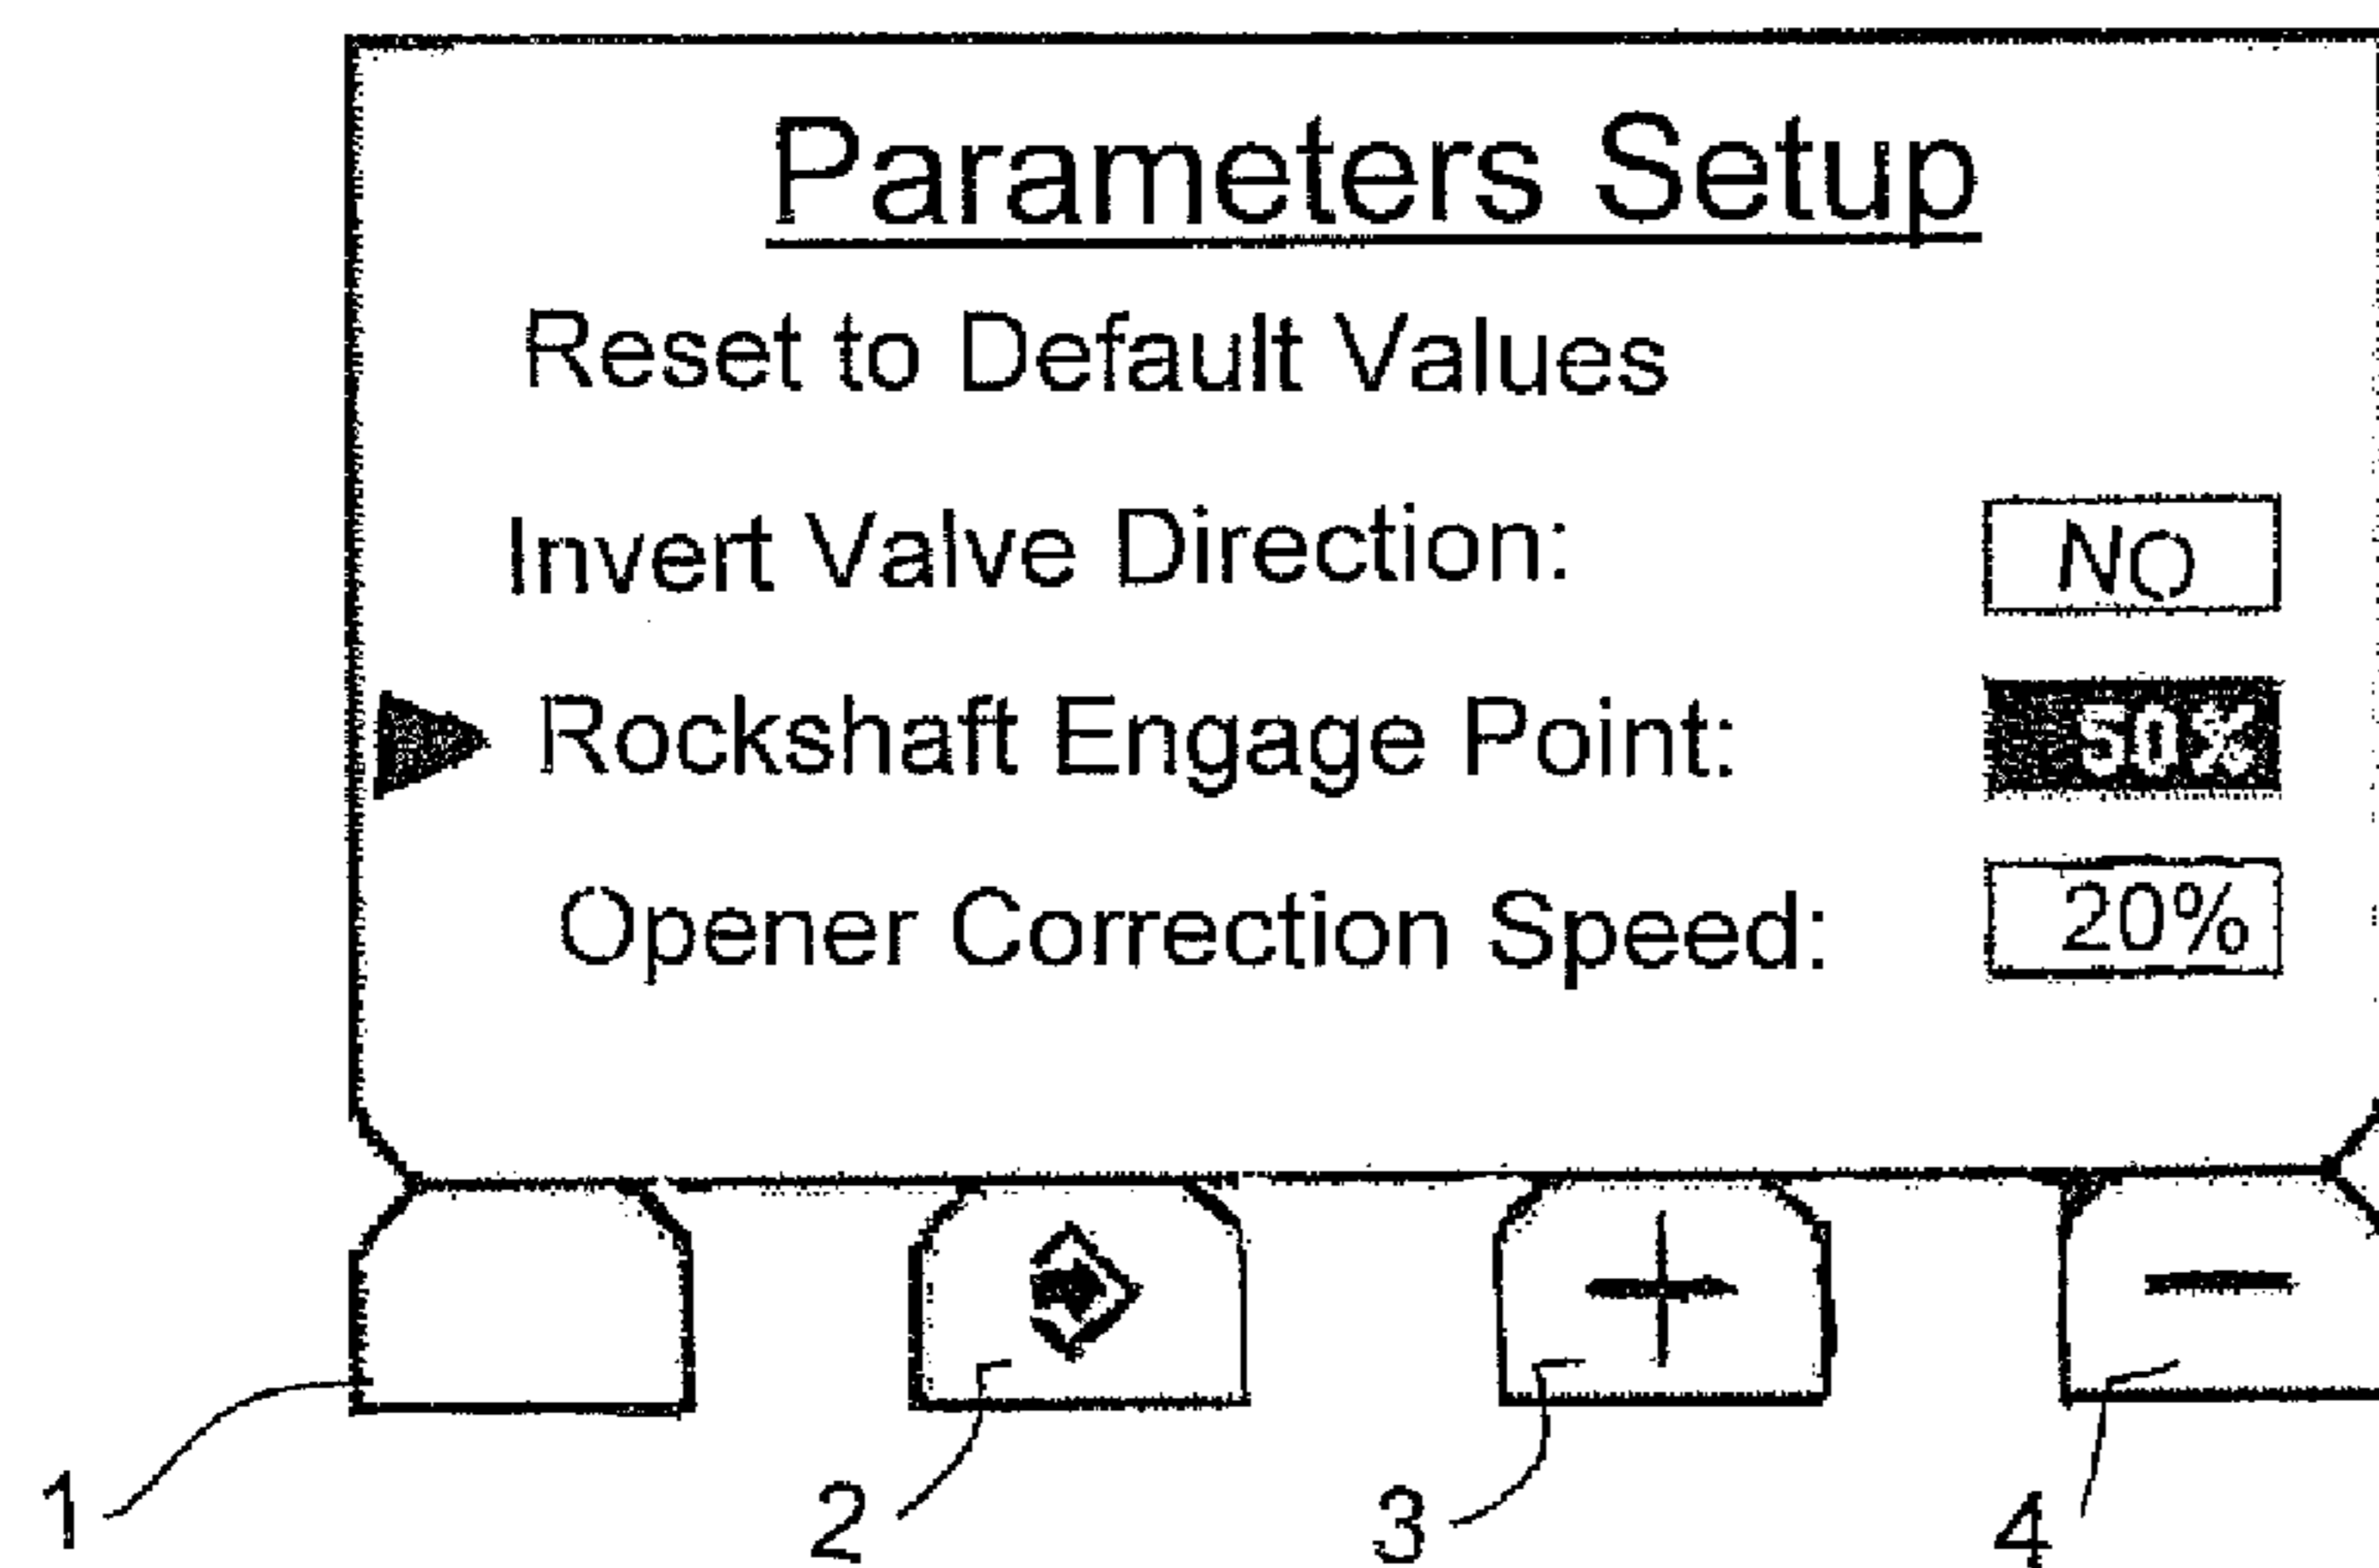 Parameters Setup
Reset to Default Values
Invert Valve Direction: NO
Rockshaft Engage Point: 50%
Opener Correction Speed: 20%
+ −
1 2 3 4